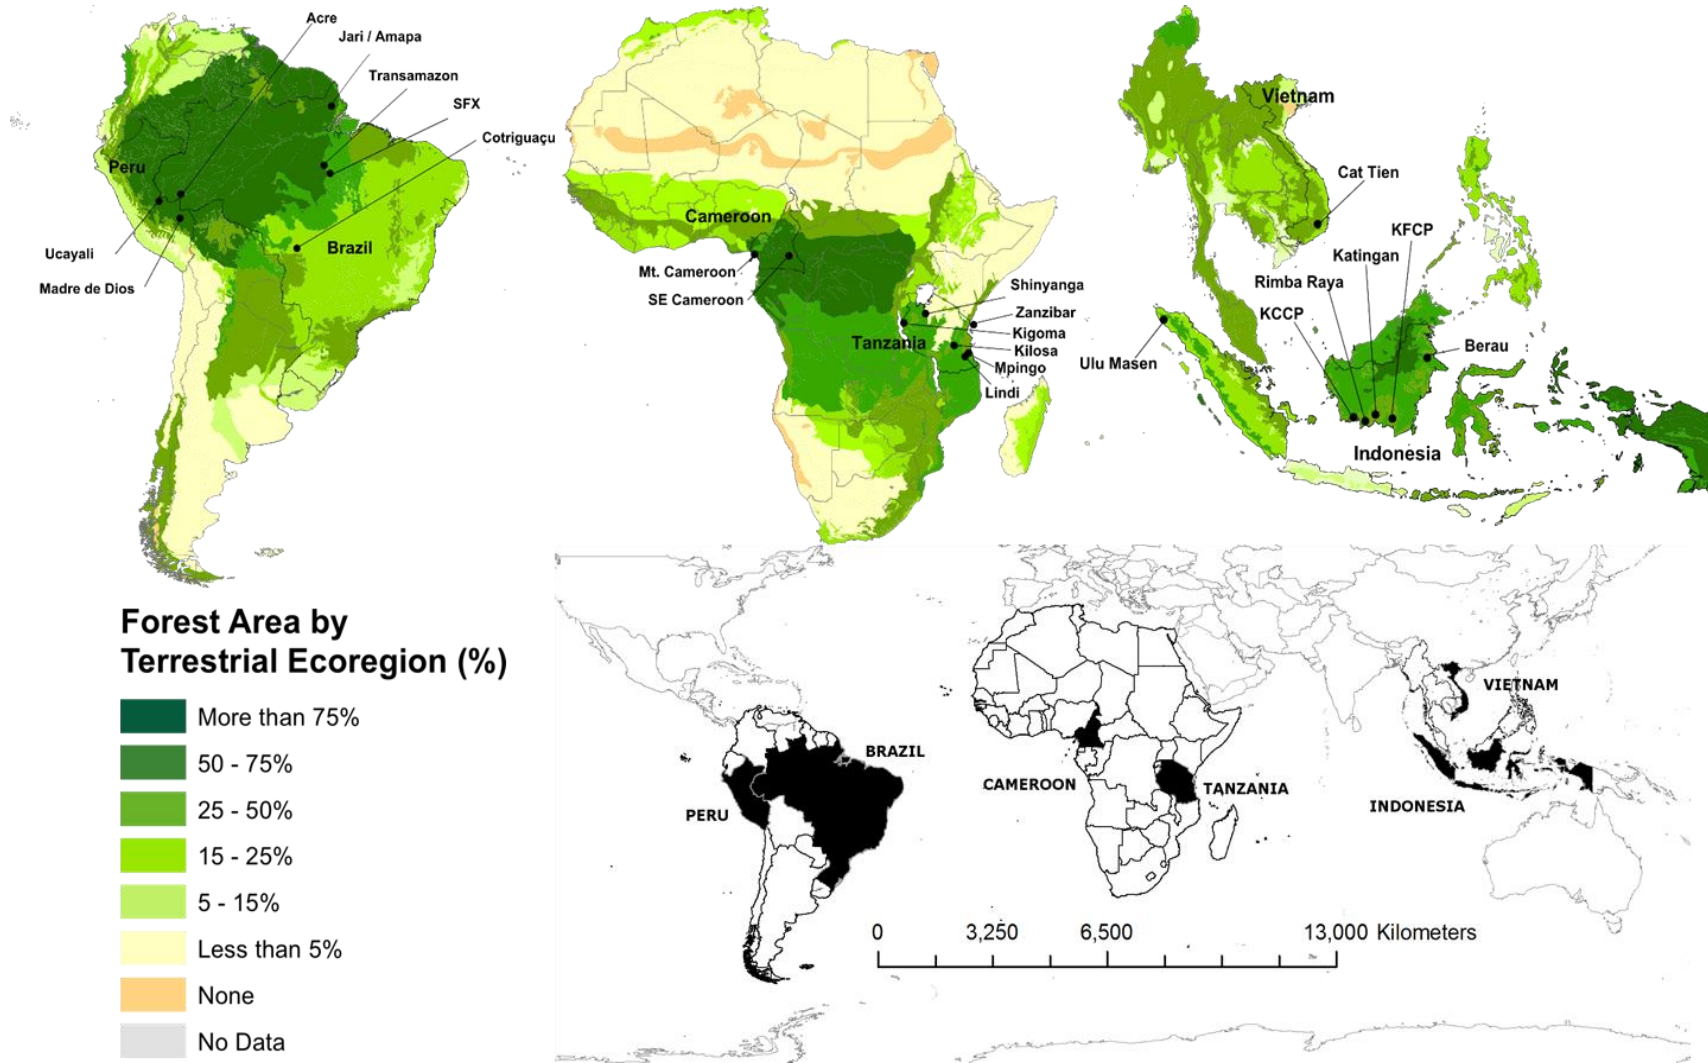 Acre
Jari / Amapa
Transamazon
SFX
Cotriguaçu
Peru
Brazil
Ucayali
Madre de Dios
Cameroon
Mt. Cameroon
SE Cameroon
Shinyanga
Zanzibar
Kigoma
Tanzania
Kilosa
Mpingo
Lindi
Vietnam
Cat Tien
KFCP
Katingan
Rimba Raya
KCCP
Ulu Masen
Berau
Indonesia
Forest Area by
Terrestrial Ecoregion (%)
More than 75%
50 - 75%
25 - 50%
15 - 25%
5 - 15%
Less than 5%
None
No Data
BRAZIL
PERU
CAMEROON
TANZANIA
VIETNAM
INDONESIA
0 3,250 6,500 13,000 Kilometers